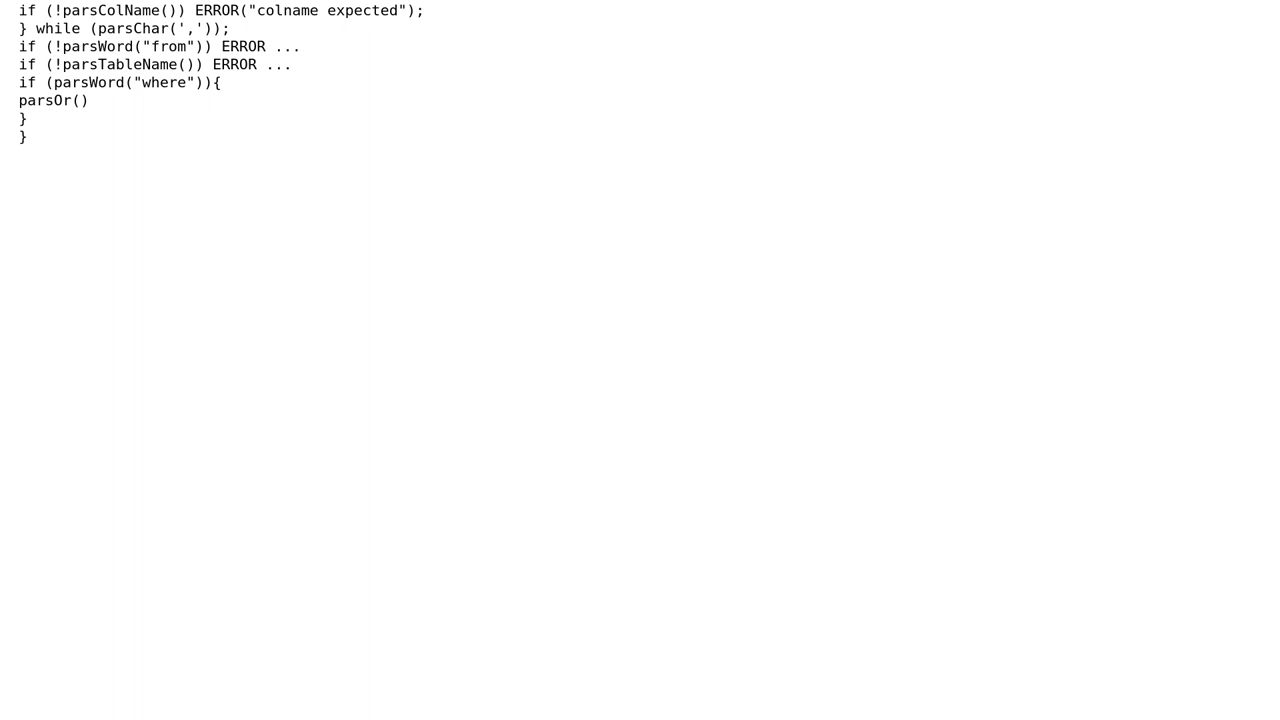 if (!parsColName()) ERROR("colname expected");
} while (parsChar(','));
if (!parsWord("from")) ERROR ...
if (!parsTableName()) ERROR ...
if (parsWord("where")){
parsOr()
}
}